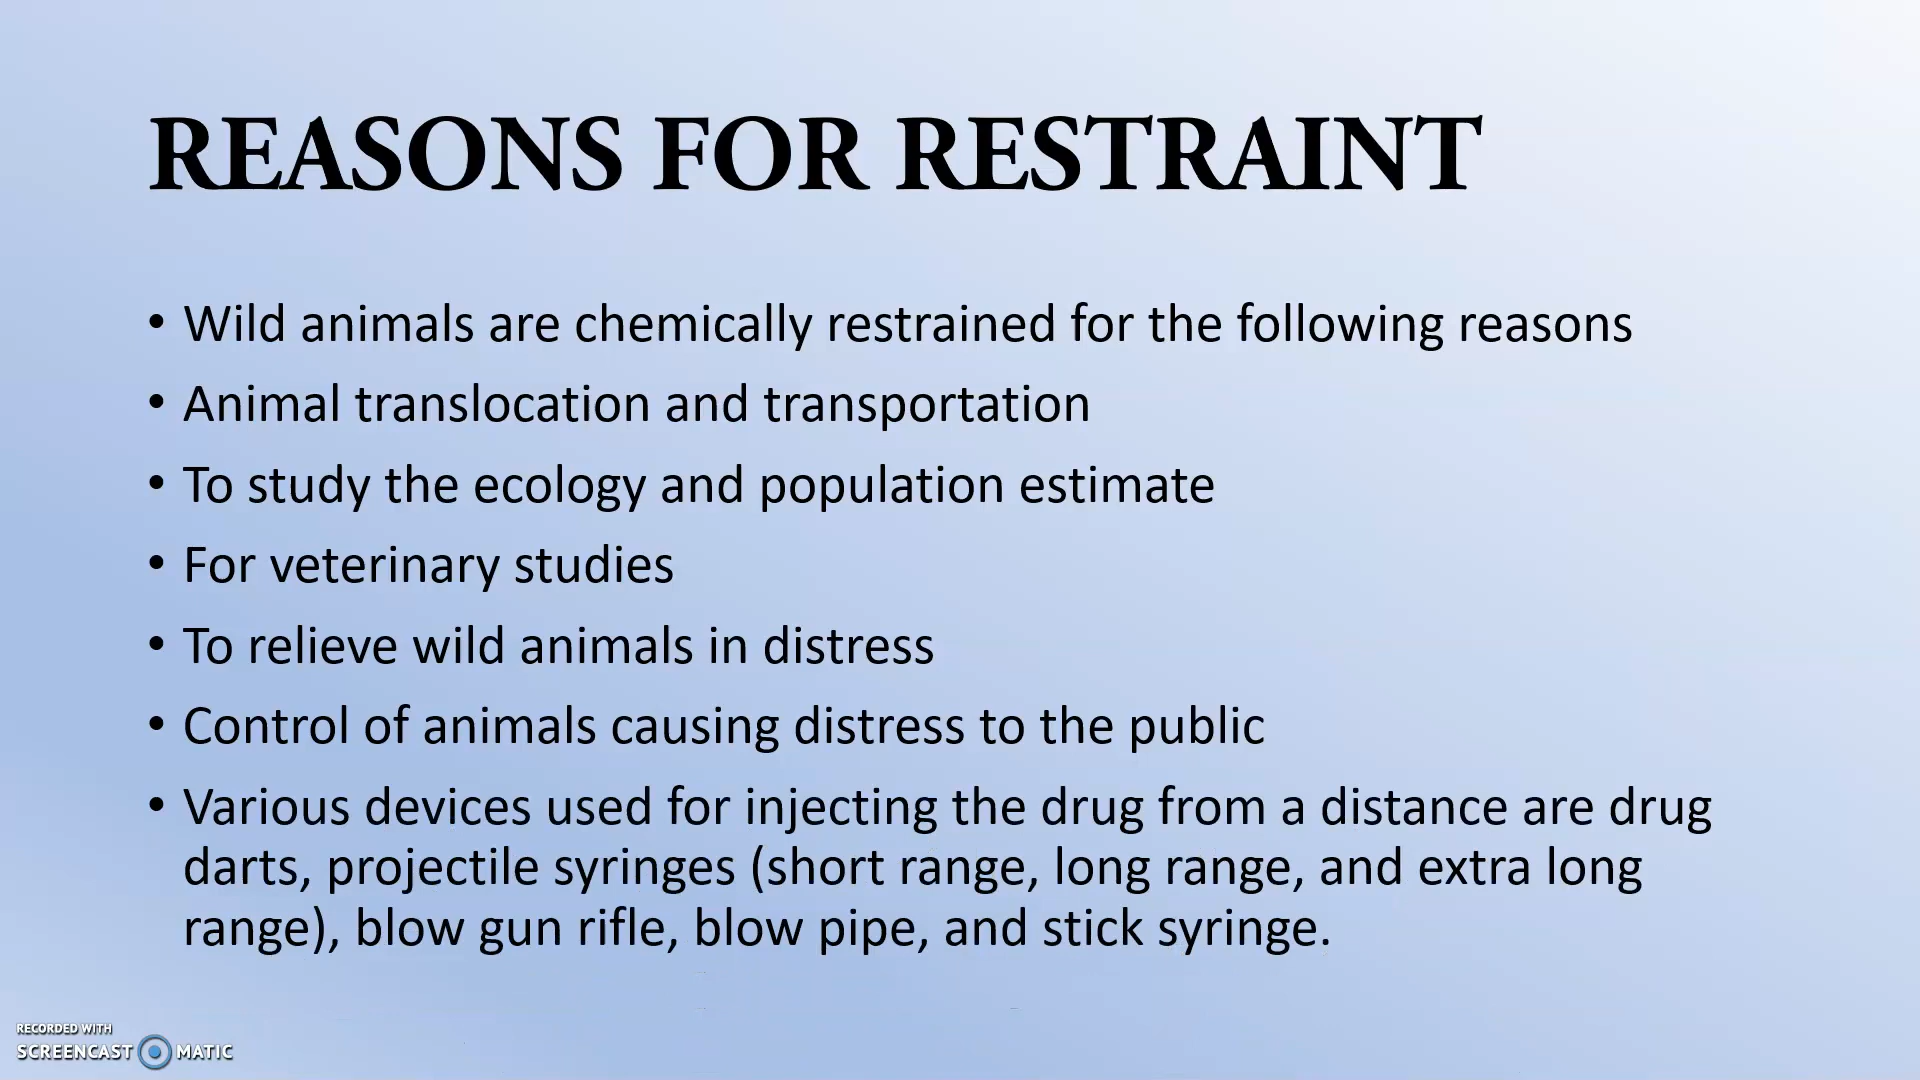 REASONS FOR RESTRAINT
• Wild animals are chemically restrained for the following reasons
• Animal translocation and transportation
• To study the ecology and population estimate
• For veterinary studies
• To relieve wild animals in distress
• Control of animals causing distress to the public
• Various devices used for injecting the drug from a distance are drug
darts, projectile syringes (short range, long range, and extra long
range), blow gun rifle, blow pipe, and stick syringe.
RECORDED WITH
SCREENCAST MATIC